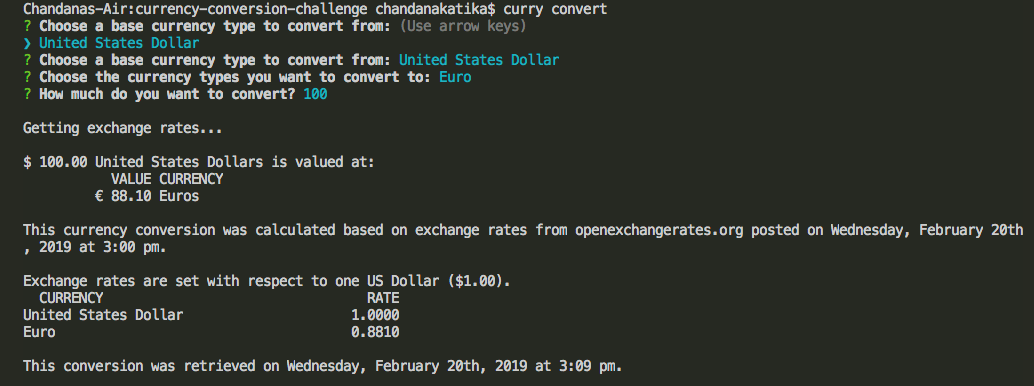 Chandanas-Air:currency-conversion-challenge chandanakatika$ curry convert
? Choose a base currency type to convert from: (Use arrow keys)
❯ United States Dollar
? Choose a base currency type to convert from: United States Dollar
? Choose the currency types you want to convert to: Euro
? How much do you want to convert? 100
Getting exchange rates...
$ 100.00 United States Dollars is valued at:
VALUE CURRENCY
€ 88.10 Euros
This currency conversion was calculated based on exchange rates from openexchangerates.org posted on Wednesday, February 20th
, 2019 at 3:00 pm.
Exchange rates are set with respect to one US Dollar ($1.00).
CURRENCY RATE
United States Dollar 1.0000
Euro 0.8810
This conversion was retrieved on Wednesday, February 20th, 2019 at 3:09 pm.